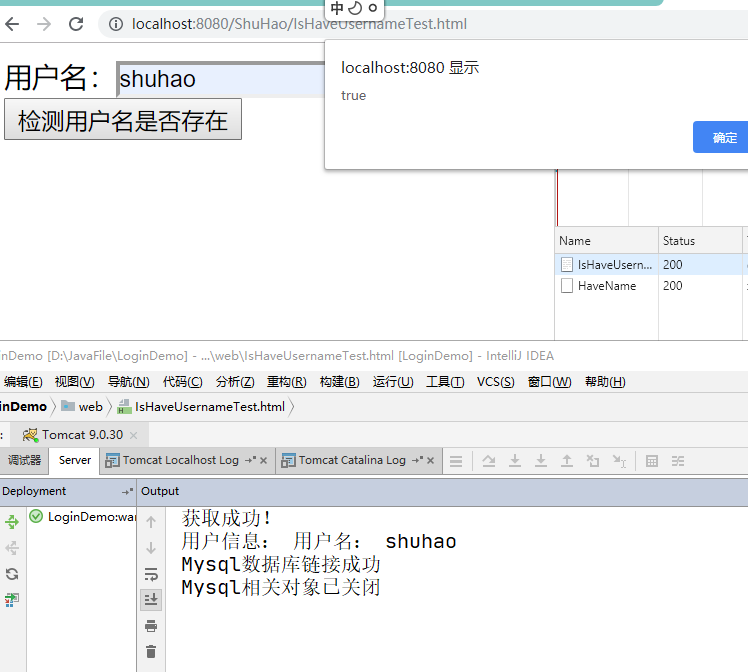 中
localhost:8080/ShuHao/IsHaveUsernameTest.html
localhost:8080 显示
true
确定
用户名：shuhao
检测用户名是否存在
Name Status
IsHaveUsern... 200
HaveName 200
inDemo [D:\JavaFile\LoginDemo] - ...\web\IsHaveUsernameTest.html [LoginDemo] - IntelliJ IDEA
编辑(E) 视图(V) 导航(N) 代码(C) 分析(Z) 重构(R) 构建(B) 运行(U) 工具(T) VCS(S) 窗口(W) 帮助(H)
inDemo web IsHaveUsernameTest.html
: Tomcat 9.0.30
调试器 Server Tomcat Localhost Log Tomcat Catalina Log
Deployment Output
LoginDemo:war
获取成功!
用户信息： 用户名： shuhao
Mysql数据库链接成功
Mysql相关对象已关闭